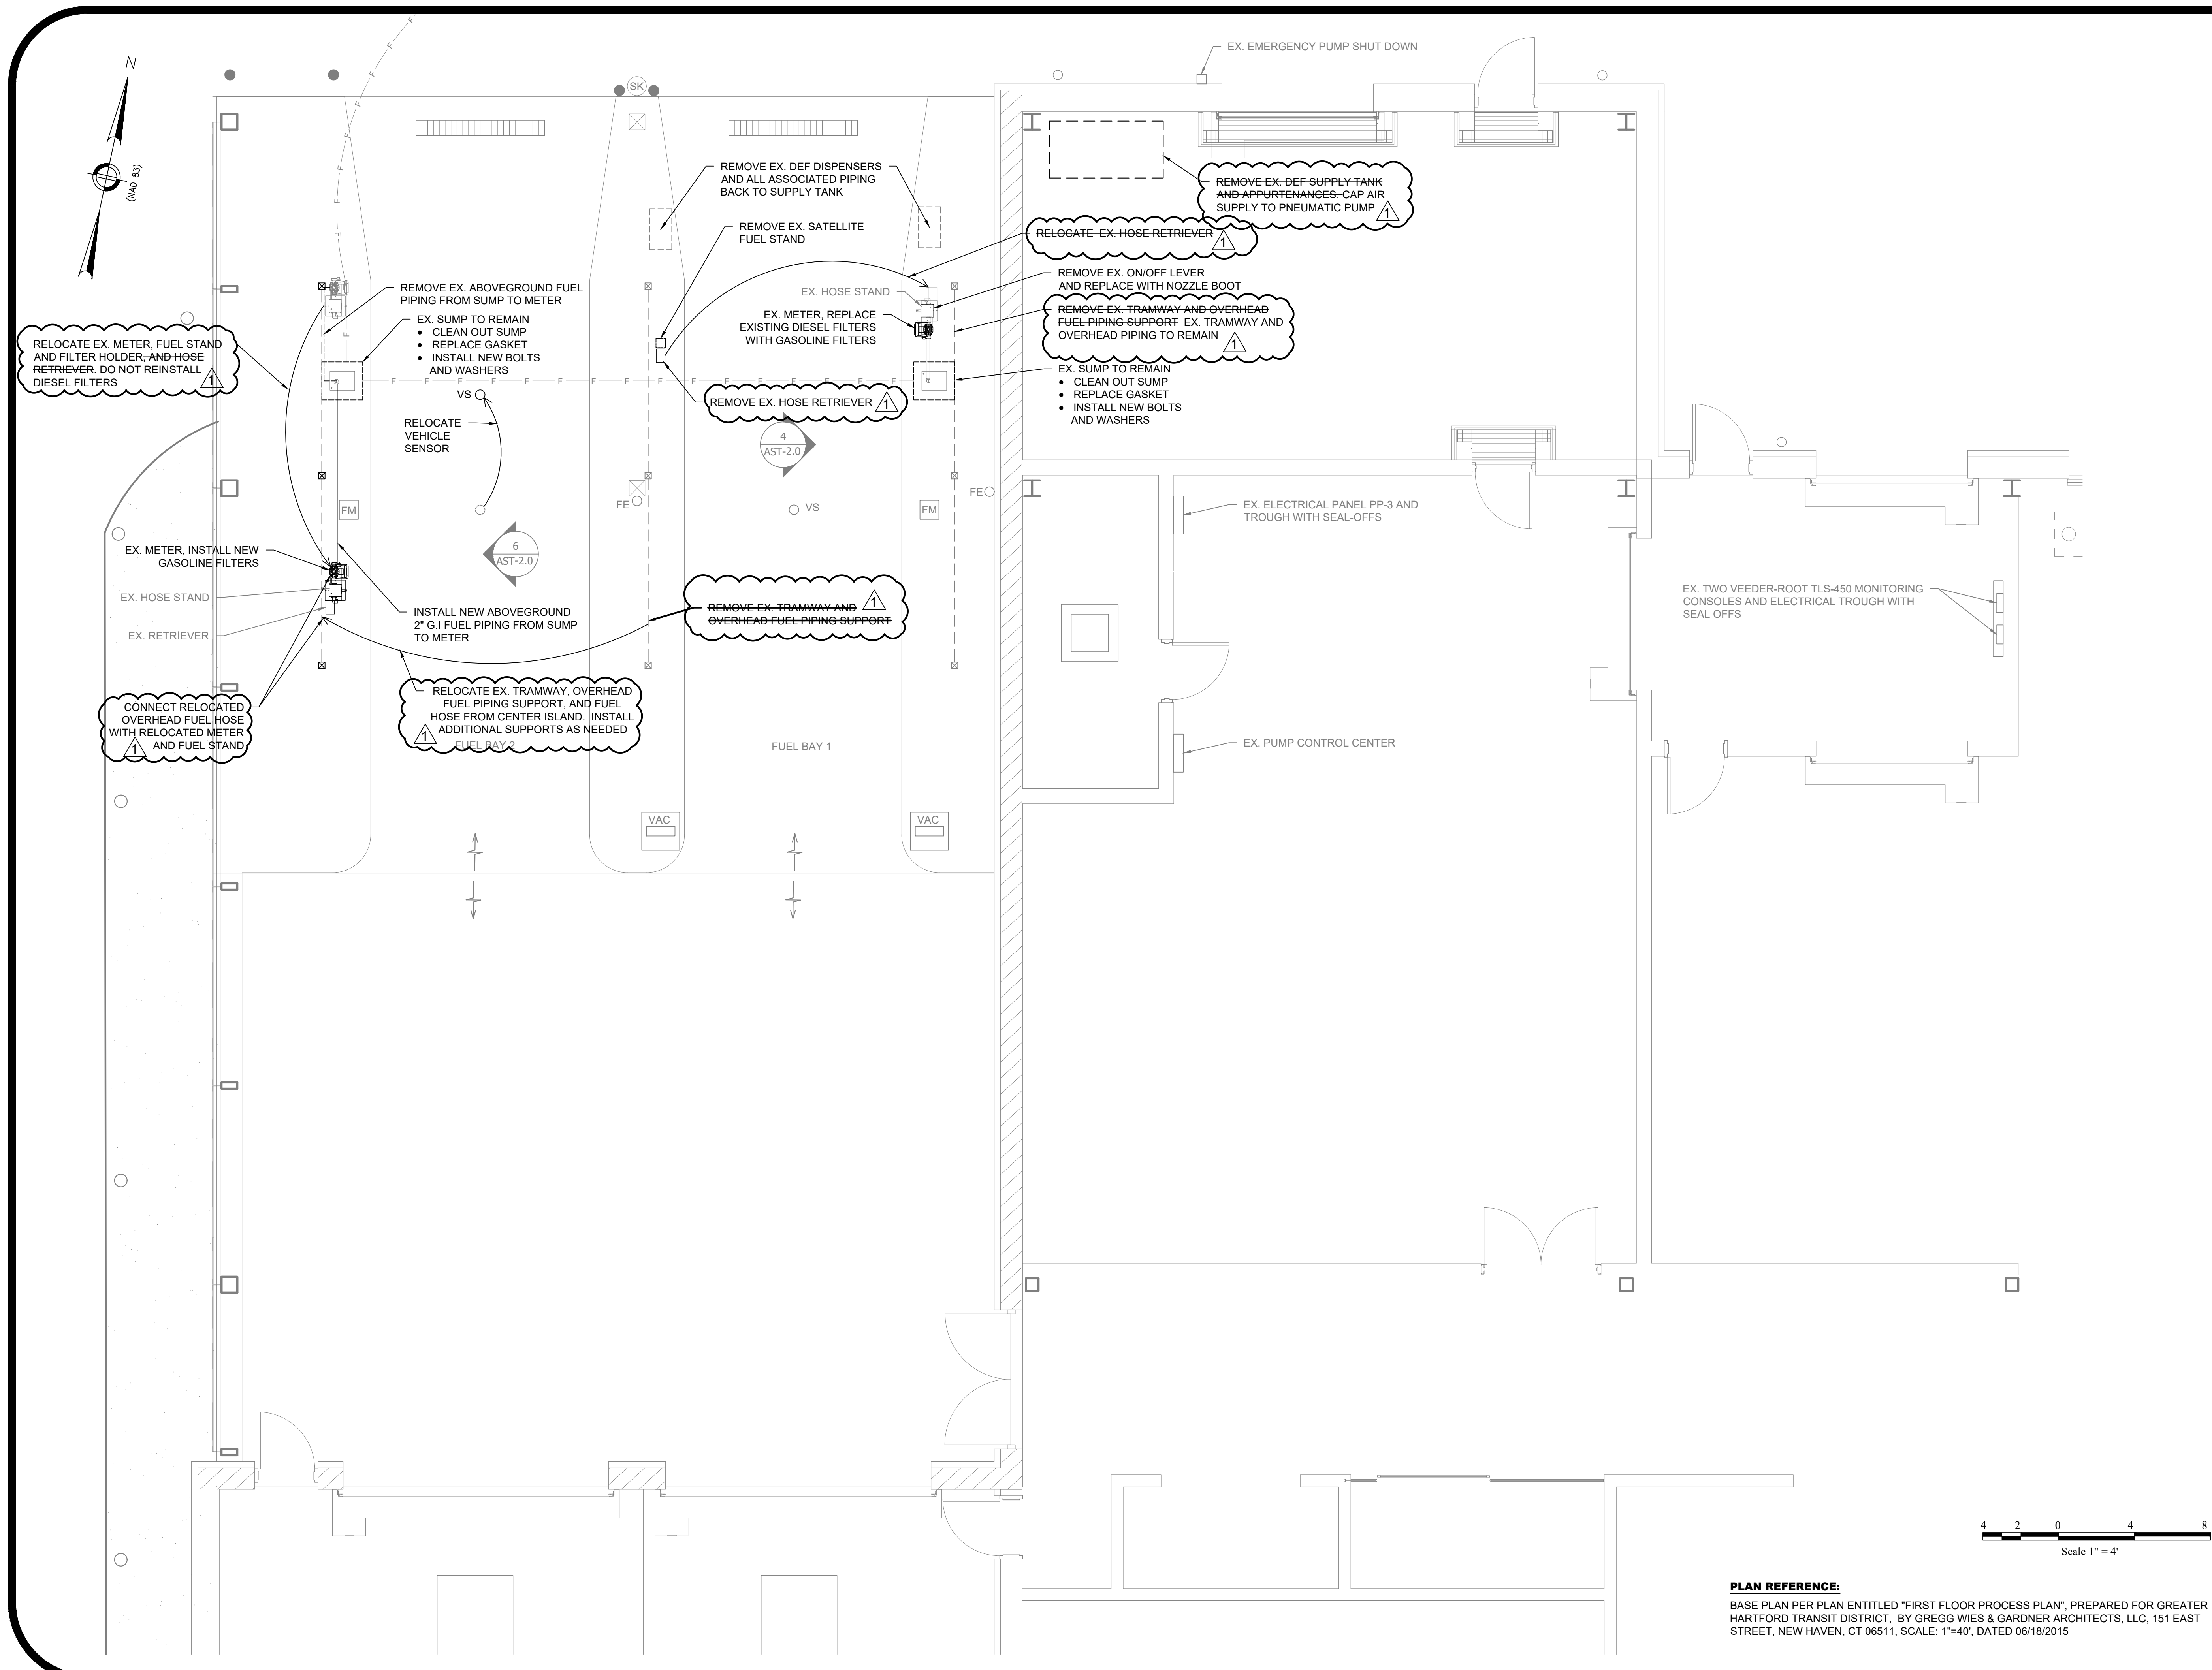 EX. EMERGENCY PUMP SHUT DOWN
N
(NAD 83)
SK
REMOVE EX. DEF DISPENSERS
AND ALL ASSOCIATED PIPING
BACK TO SUPPLY TANK
REMOVE EX. DEF SUPPLY TANK
AND APPURTENANCES. CAP AIR
SUPPLY TO PNEUMATIC PUMP
1
REMOVE EX. SATELLITE
FUEL STAND
RELOCATE EX. HOSE RETRIEVER
1
REMOVE EX. ON/OFF LEVER
AND REPLACE WITH NOZZLE BOOT
REMOVE EX. ABOVEGROUND FUEL
PIPING FROM SUMP TO METER
EX. HOSE STAND
EX. METER, REPLACE
EXISTING DIESEL FILTERS
WITH GASOLINE FILTERS
REMOVE EX. TRAMWAY AND OVERHEAD
FUEL PIPING SUPPORT EX. TRAMWAY AND
OVERHEAD PIPING TO REMAIN
1
EX. SUMP TO REMAIN
• CLEAN OUT SUMP
• REPLACE GASKET
• INSTALL NEW BOLTS
AND WASHERS
RELOCATE EX. METER, FUEL STAND
AND FILTER HOLDER, AND HOSE
RETRIEVER. DO NOT REINSTALL
DIESEL FILTERS
1
EX. SUMP TO REMAIN
• CLEAN OUT SUMP
• REPLACE GASKET
• INSTALL NEW BOLTS
AND WASHERS
F F F F F F F F F F F F F F F F
VS
REMOVE EX. HOSE RETRIEVER
1
RELOCATE
VEHICLE
SENSOR
4
AST-2.0
FM
FE
VS
FM
FE
EX. ELECTRICAL PANEL PP-3 AND
TROUGH WITH SEAL-OFFS
6
AST-2.0
EX. METER, INSTALL NEW
GASOLINE FILTERS
EX. HOSE STAND
EX. RETRIEVER
INSTALL NEW ABOVEGROUND
2" G.I FUEL PIPING FROM SUMP
TO METER
REMOVE EX. TRAMWAY AND
OVERHEAD FUEL PIPING SUPPORT
1
EX. TWO VEEDER-ROOT TLS-450 MONITORING
CONSOLES AND ELECTRICAL TROUGH WITH
SEAL OFFS
CONNECT RELOCATED
OVERHEAD FUEL HOSE
WITH RELOCATED METER
AND FUEL STAND
1
RELOCATE EX. TRAMWAY, OVERHEAD
FUEL PIPING SUPPORT, AND FUEL
HOSE FROM CENTER ISLAND. INSTALL
ADDITIONAL SUPPORTS AS NEEDED
1
FUEL BAY 2
FUEL BAY 1
EX. PUMP CONTROL CENTER
VAC
VAC
4 2 0 4 8
Scale 1" = 4'
PLAN REFERENCE:
BASE PLAN PER PLAN ENTITLED "FIRST FLOOR PROCESS PLAN", PREPARED FOR GREATER
HARTFORD TRANSIT DISTRICT, BY GREGG WIES & GARDNER ARCHITECTS, LLC, 151 EAST
STREET, NEW HAVEN, CT 06511, SCALE: 1"=40', DATED 06/18/2015